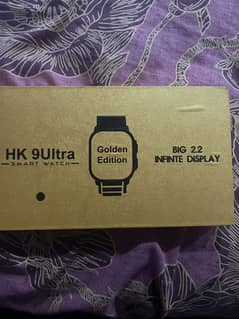 HK 9Ultra
SMART WATCH
Golden
Edition
BIG 2.2
INFINTE DISPLAY